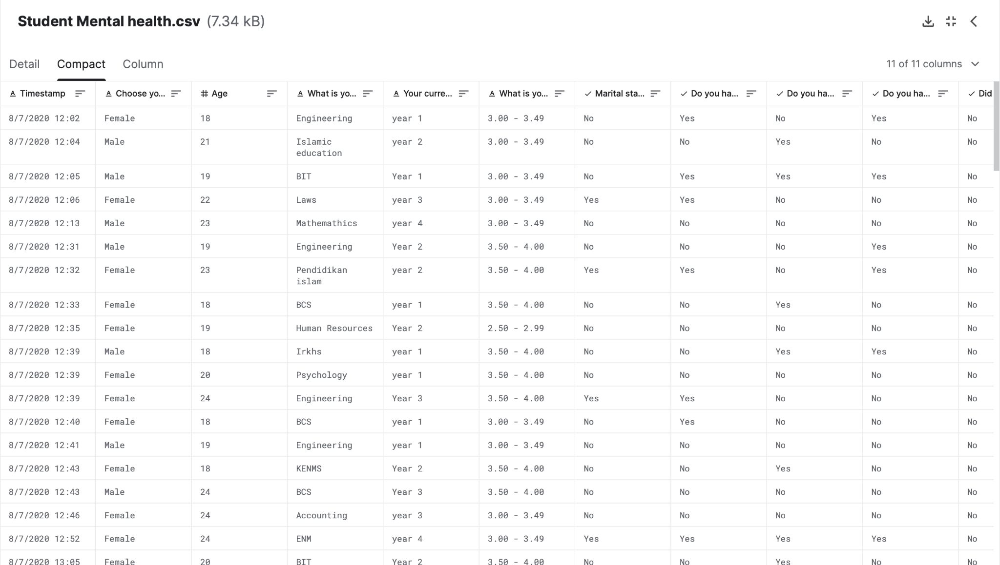 Student Mental health.csv (7.34 kB)
Detail Compact Column 11 of 11 columns
Timestamp Choose yo... # Age What is yo... Your curre... What is yo... Marital sta... Do you ha... Do you ha... Do you ha... Did
8/7/2020 12:02 Female 18 Engineering year 1 3.00 - 3.49 No Yes No Yes No
8/7/2020 12:04 Male 21 Islamic education year 2 3.00 - 3.49 No No Yes No No
8/7/2020 12:05 Male 19 BIT Year 1 3.00 - 3.49 No Yes Yes Yes No
8/7/2020 12:06 Female 22 Laws year 3 3.00 - 3.49 Yes Yes No No No
8/7/2020 12:13 Male 23 Mathemathics year 4 3.00 - 3.49 No No No No No
8/7/2020 12:31 Male 19 Engineering Year 2 3.50 - 4.00 No No No Yes No
8/7/2020 12:32 Female 23 Pendidikan islam year 2 3.50 - 4.00 Yes Yes No Yes No
8/7/2020 12:33 Female 18 BCS year 1 3.50 - 4.00 No No Yes No No
8/7/2020 12:35 Female 19 Human Resources Year 2 2.50 - 2.99 No No No No No
8/7/2020 12:39 Male 18 Irkhs year 1 3.50 - 4.00 No No Yes Yes No
8/7/2020 12:39 Female 20 Psychology year 1 3.50 - 4.00 No No No No No
8/7/2020 12:39 Female 24 Engineering Year 3 3.50 - 4.00 Yes Yes No No No
8/7/2020 12:40 Female 18 BCS year 1 3.00 - 3.49 No Yes No No No
8/7/2020 12:41 Male 19 Engineering year 1 3.00 - 3.49 No No No No No
8/7/2020 12:43 Female 18 KENMS Year 2 3.50 - 4.00 No No Yes No No
8/7/2020 12:43 Male 24 BCS Year 3 3.50 - 4.00 No No No No No
8/7/2020 12:46 Female 24 Accounting year 3 3.00 - 3.49 No No No No No
8/7/2020 12:52 Female 24 ENM year 4 3.00 - 3.49 Yes Yes Yes Yes No
8/7/2020 13:05 Female 20 BIT Year 2 3.50 - 4.00 No No Yes No No